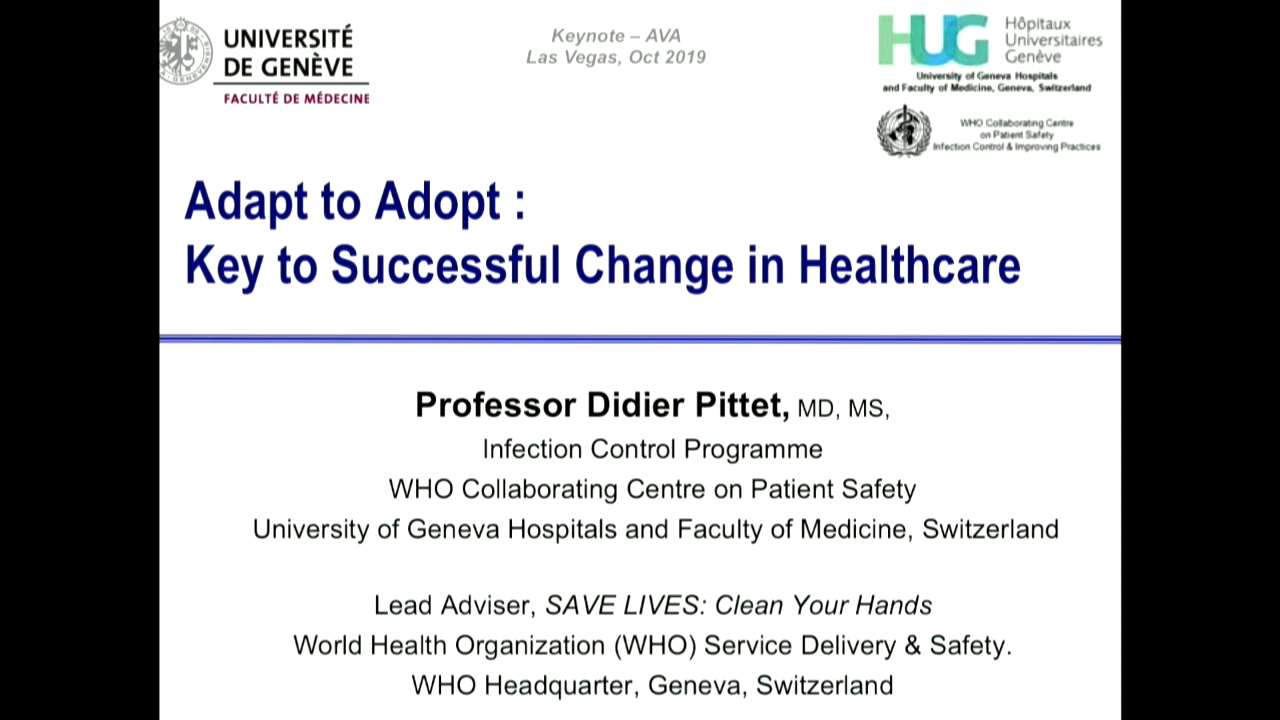 UNIVERSITÉ
DE GENÈVE
FACULTÉ DE MÉDECINE
Keynote – AVA
Las Vegas, Oct 2019
HUG
Hôpitaux
Universitaires
Genève
University of Geneva Hospitals
and Faculty of Medicine, Geneva, Switzerland
WHO Collaborating Centre
on Patient Safety
Infection Control & Improving Practices
Adapt to Adopt :
Key to Successful Change in Healthcare
Professor Didier Pittet, MD, MS,
Infection Control Programme
WHO Collaborating Centre on Patient Safety
University of Geneva Hospitals and Faculty of Medicine, Switzerland
Lead Adviser, SAVE LIVES: Clean Your Hands
World Health Organization (WHO) Service Delivery & Safety.
WHO Headquarter, Geneva, Switzerland